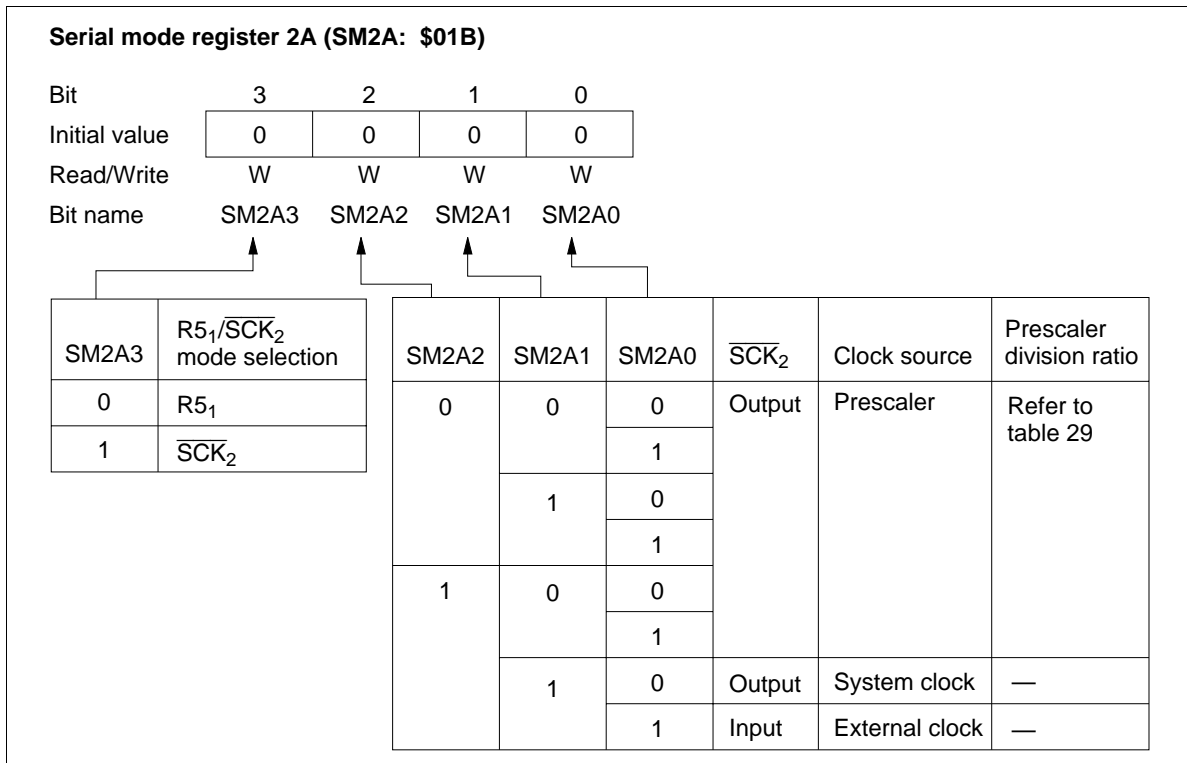 Serial mode register 2A (SM2A: $01B)
Bit 3 2 1 0
Initial value 0 0 0 0
Read/Write W W W W
Bit name SM2A3 SM2A2 SM2A1 SM2A0
SM2A3 R5₁/S̅C̅K̅₂ mode selection
0 R5₁
1 S̅C̅K̅₂
SM2A2 SM2A1 SM2A0 S̅C̅K̅₂ Clock source Prescaler division ratio
0 0 0 Output Prescaler Refer to table 29
1
1 0
1
1 0 0
1
1 0 Output System clock —
1 Input External clock —